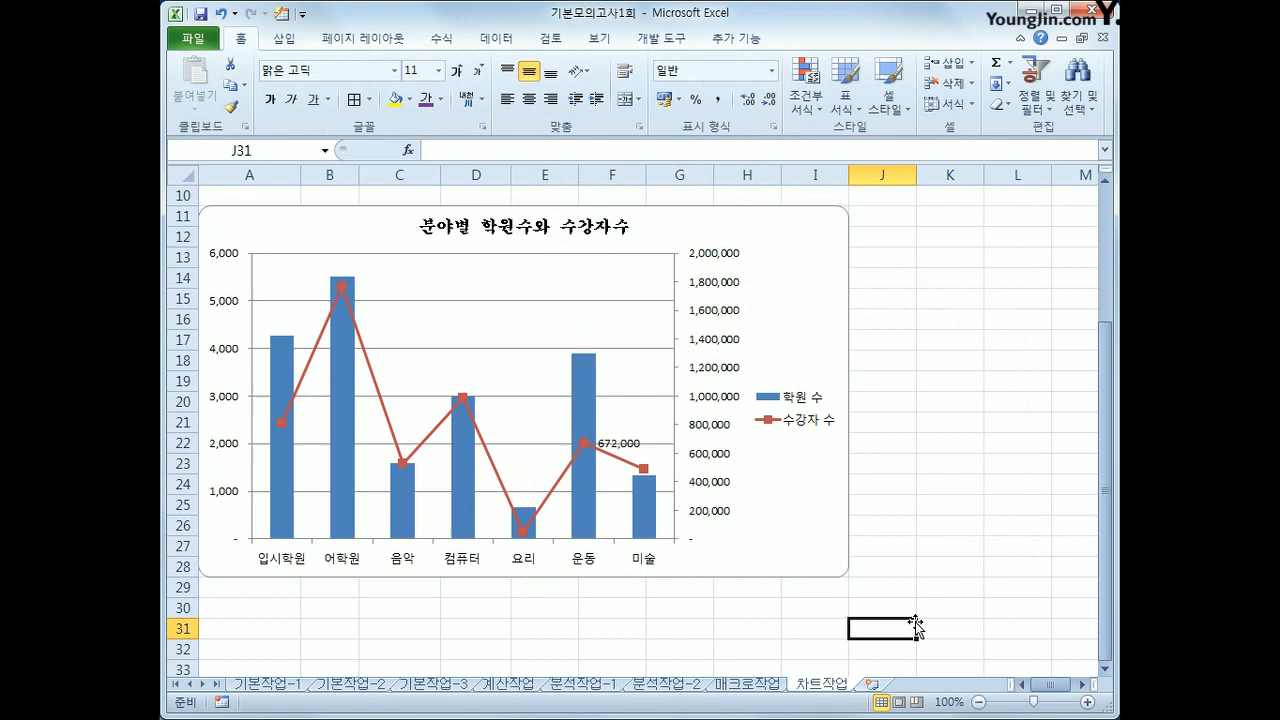 기본모의고사1회 - Microsoft Excel
YoungJin.com Y.
파일 홈 삽입 페이지 레이아웃 수식 데이터 검토 보기 개발 도구 추가 기능
붙여넣기
클립보드
맑은 고딕 11
가 가 가 가 가 가 내천
글꼴
맞춤
일반
% ,
표시 형식
조건부 서식
표 서식
셀 스타일
스타일
삽입
삭제
서식
셀
Σ
정렬 및 필터
찾기 및 선택
편집
J31 fx
A B C D E F G H I J K L M
10
11
12
13
14
15
16
17
18
19
20
21
22
23
24
25
26
27
28
29
30
31
32
33
분야별 학원수와 수강자수
6,000
5,000
4,000
3,000
2,000
1,000
-
2,000,000
1,800,000
1,600,000
1,400,000
1,200,000
1,000,000
800,000
600,000
400,000
200,000
-
672,000
학원 수
수강자 수
입시학원 어학원 음악 컴퓨터 요리 운동 미술
기본작업-1 기본작업-2 기본작업-3 계산작업 분석작업-1 분석작업-2 매크로작업 차트작업
준비 100%